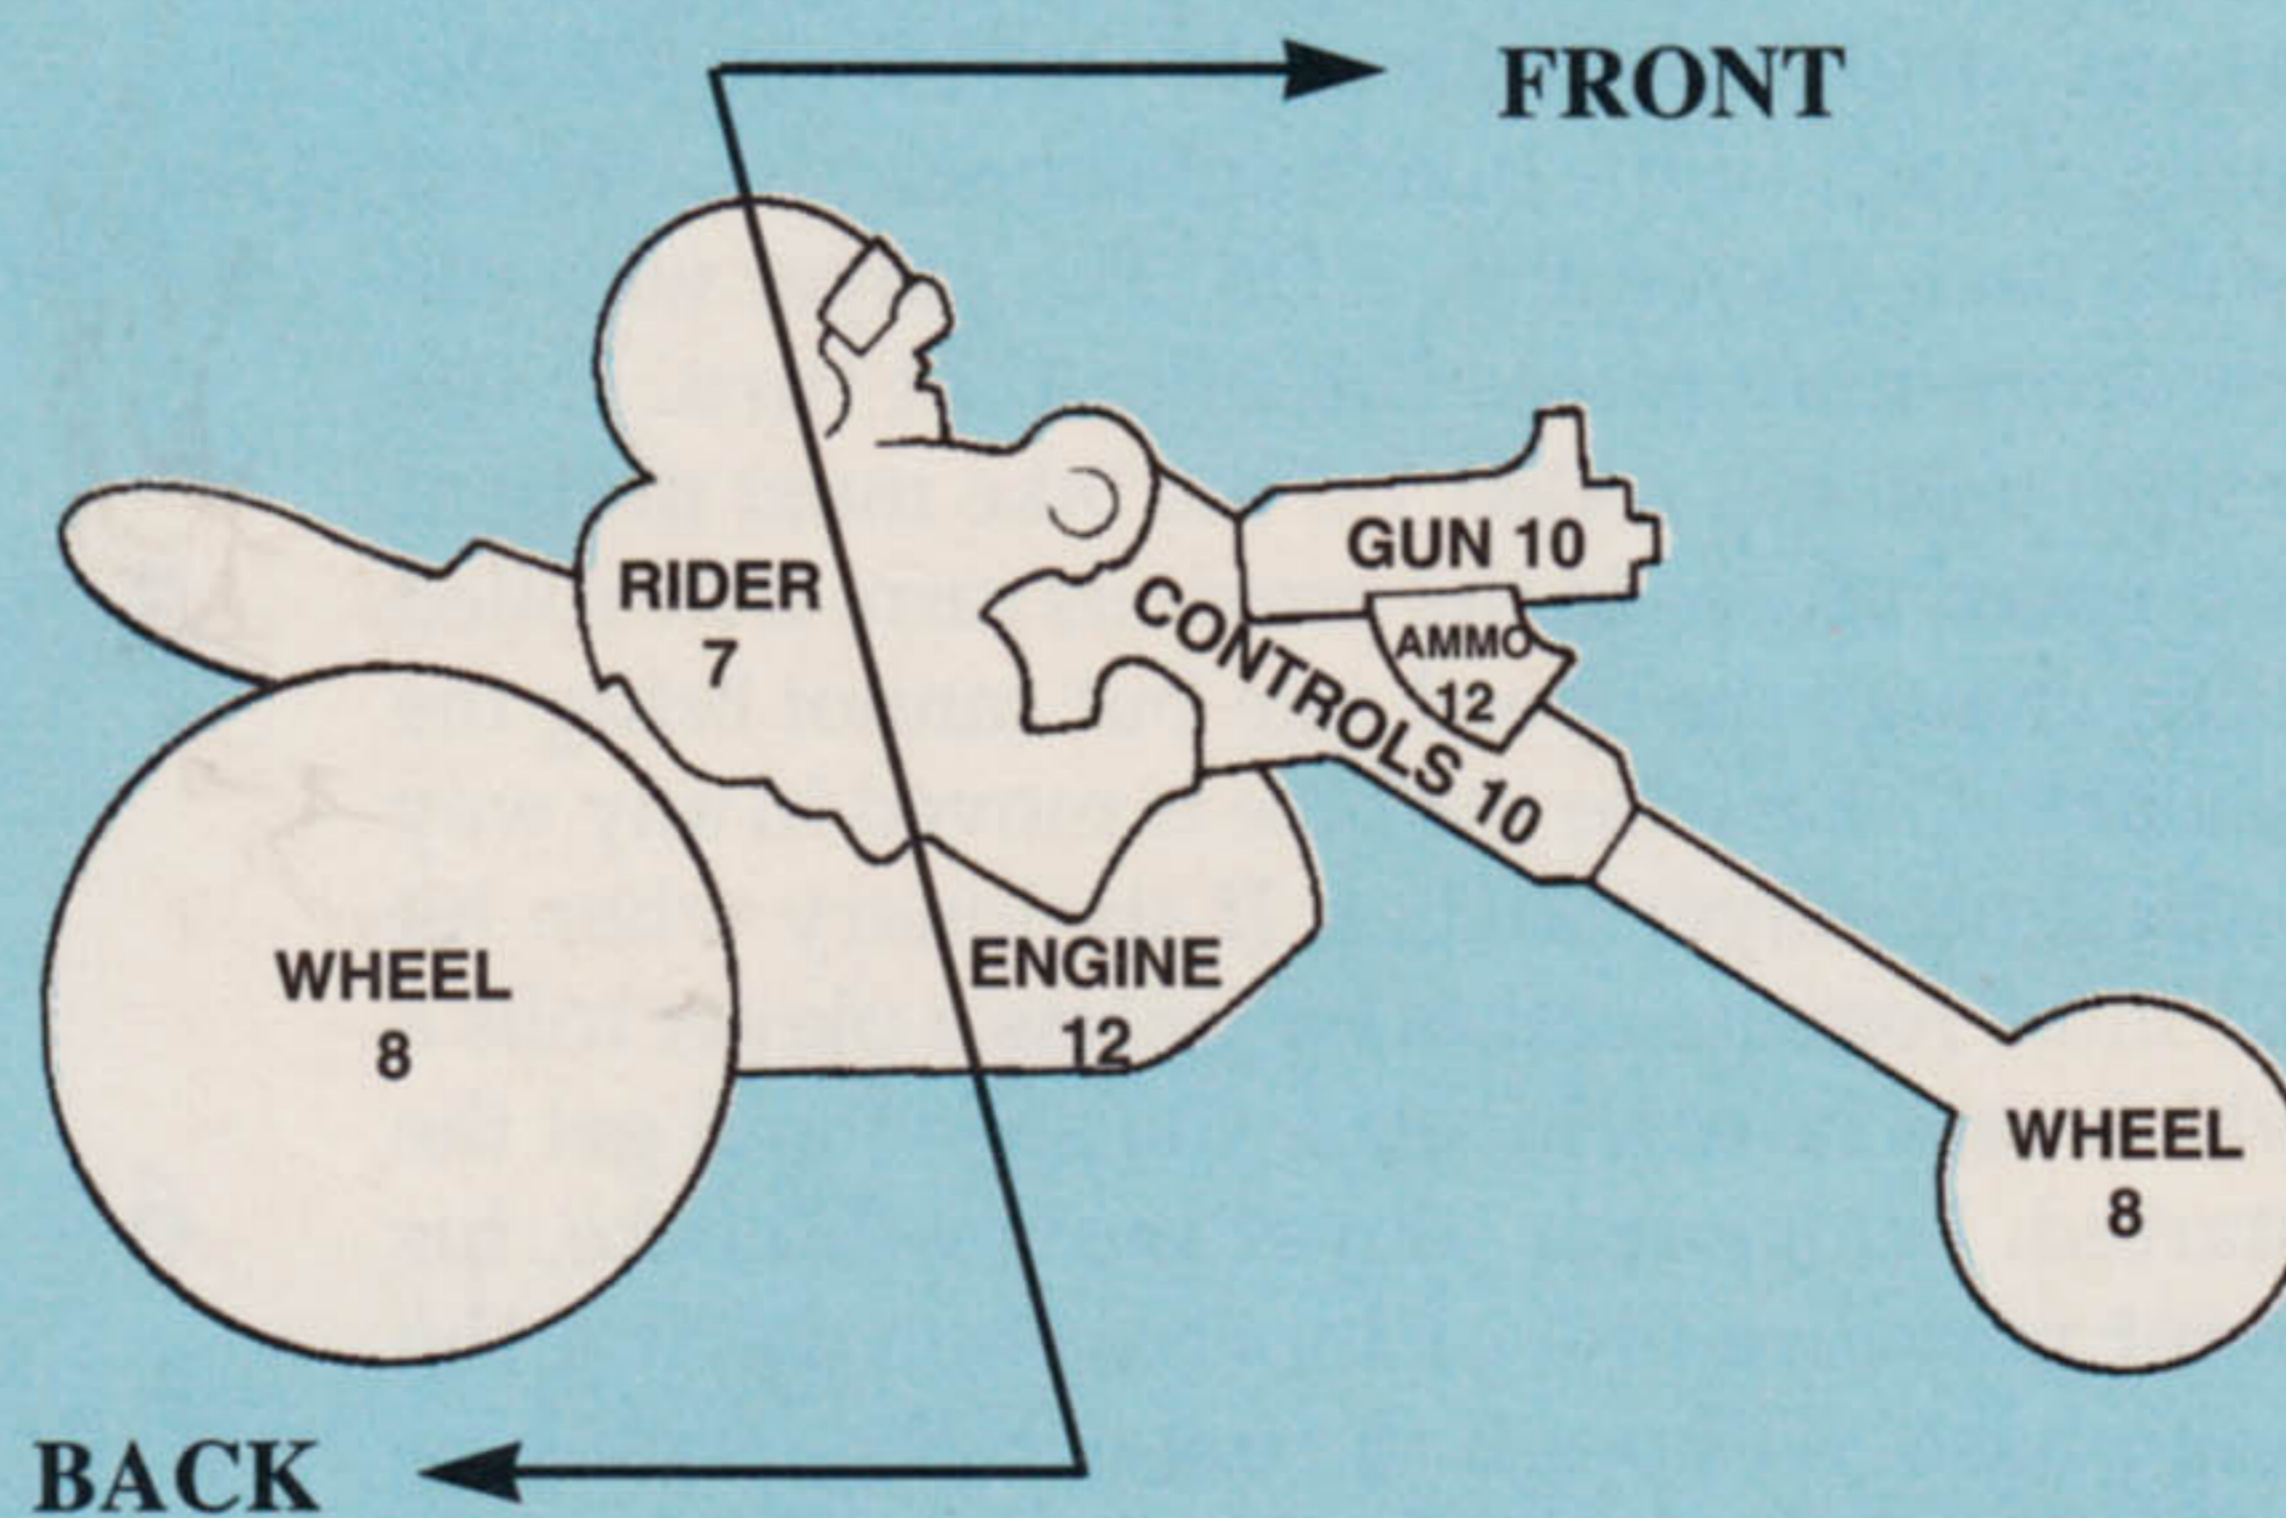 FRONT
GUN 10
RIDER
7
AMMO
12
CONTROLS 10
ENGINE
12
WHEEL
8
WHEEL
8
BACK